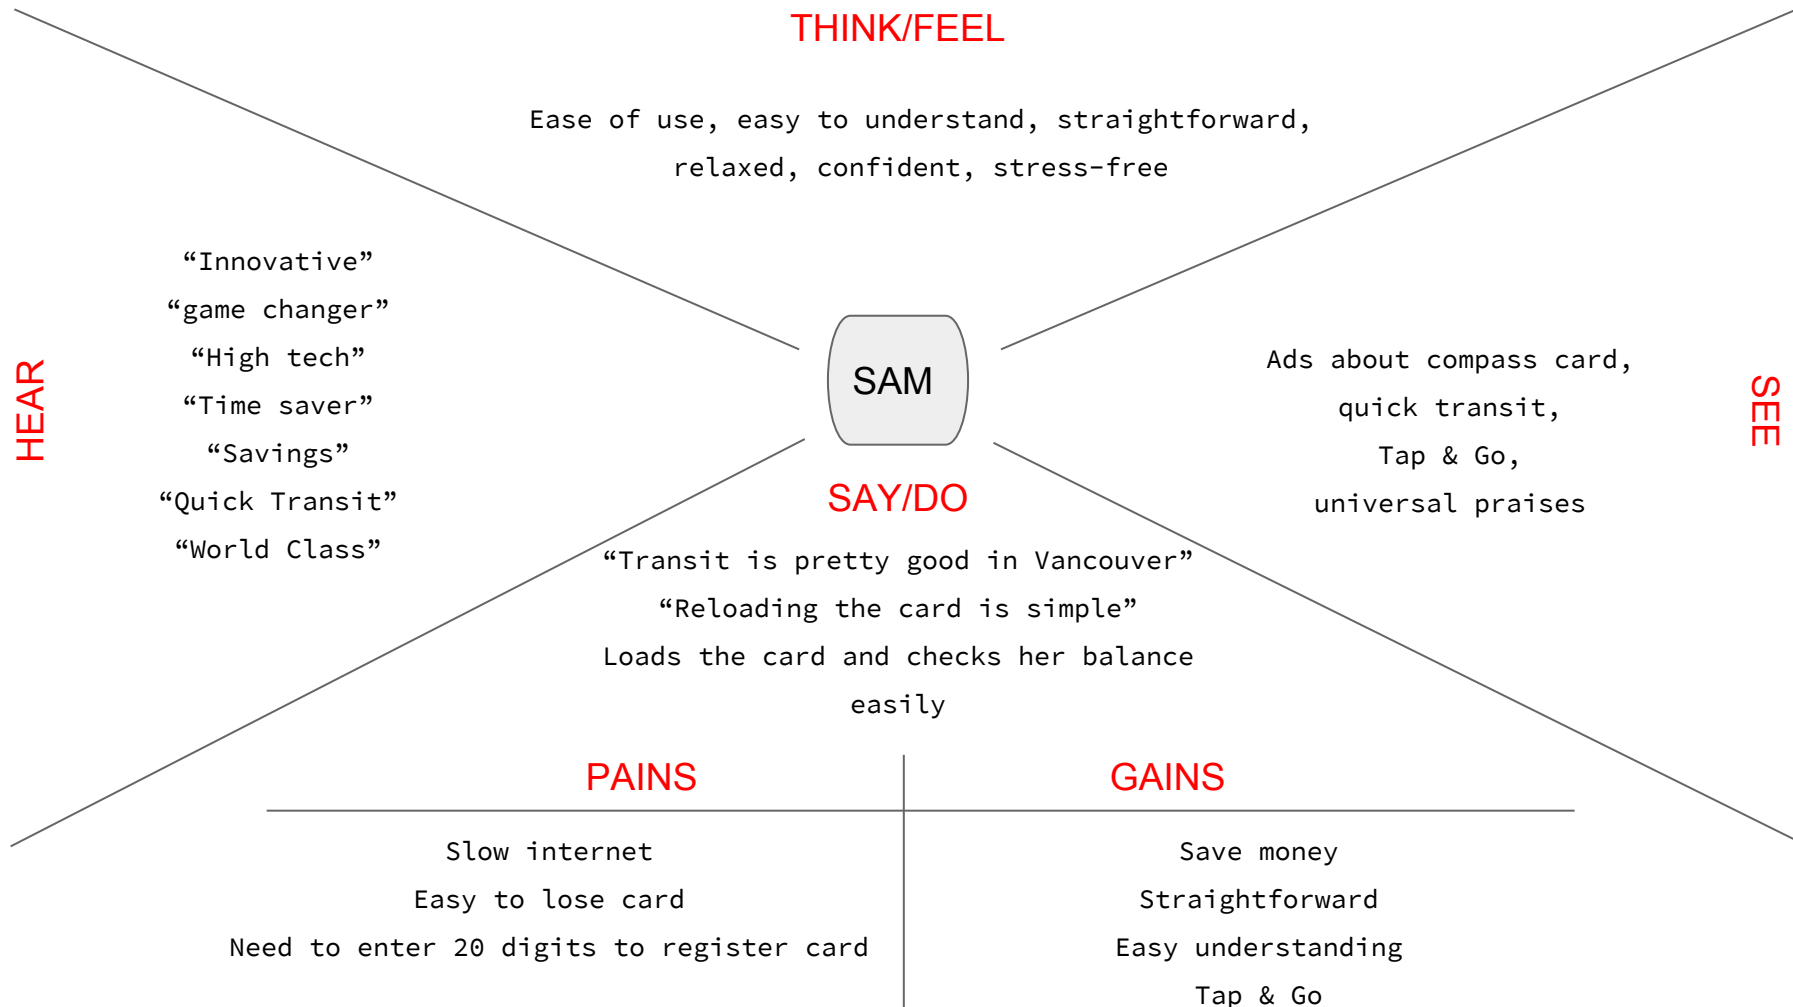 THINK/FEEL
Ease of use, easy to understand, straightforward,
relaxed, confident, stress-free
HEAR
“Innovative”
“game changer”
“High tech”
“Time saver”
“Savings”
“Quick Transit”
“World Class”
SAM
SEE
Ads about compass card,
quick transit,
Tap & Go,
universal praises
SAY/DO
“Transit is pretty good in Vancouver”
“Reloading the card is simple”
Loads the card and checks her balance
easily
PAINS
Slow internet
Easy to lose card
Need to enter 20 digits to register card
GAINS
Save money
Straightforward
Easy understanding
Tap & Go